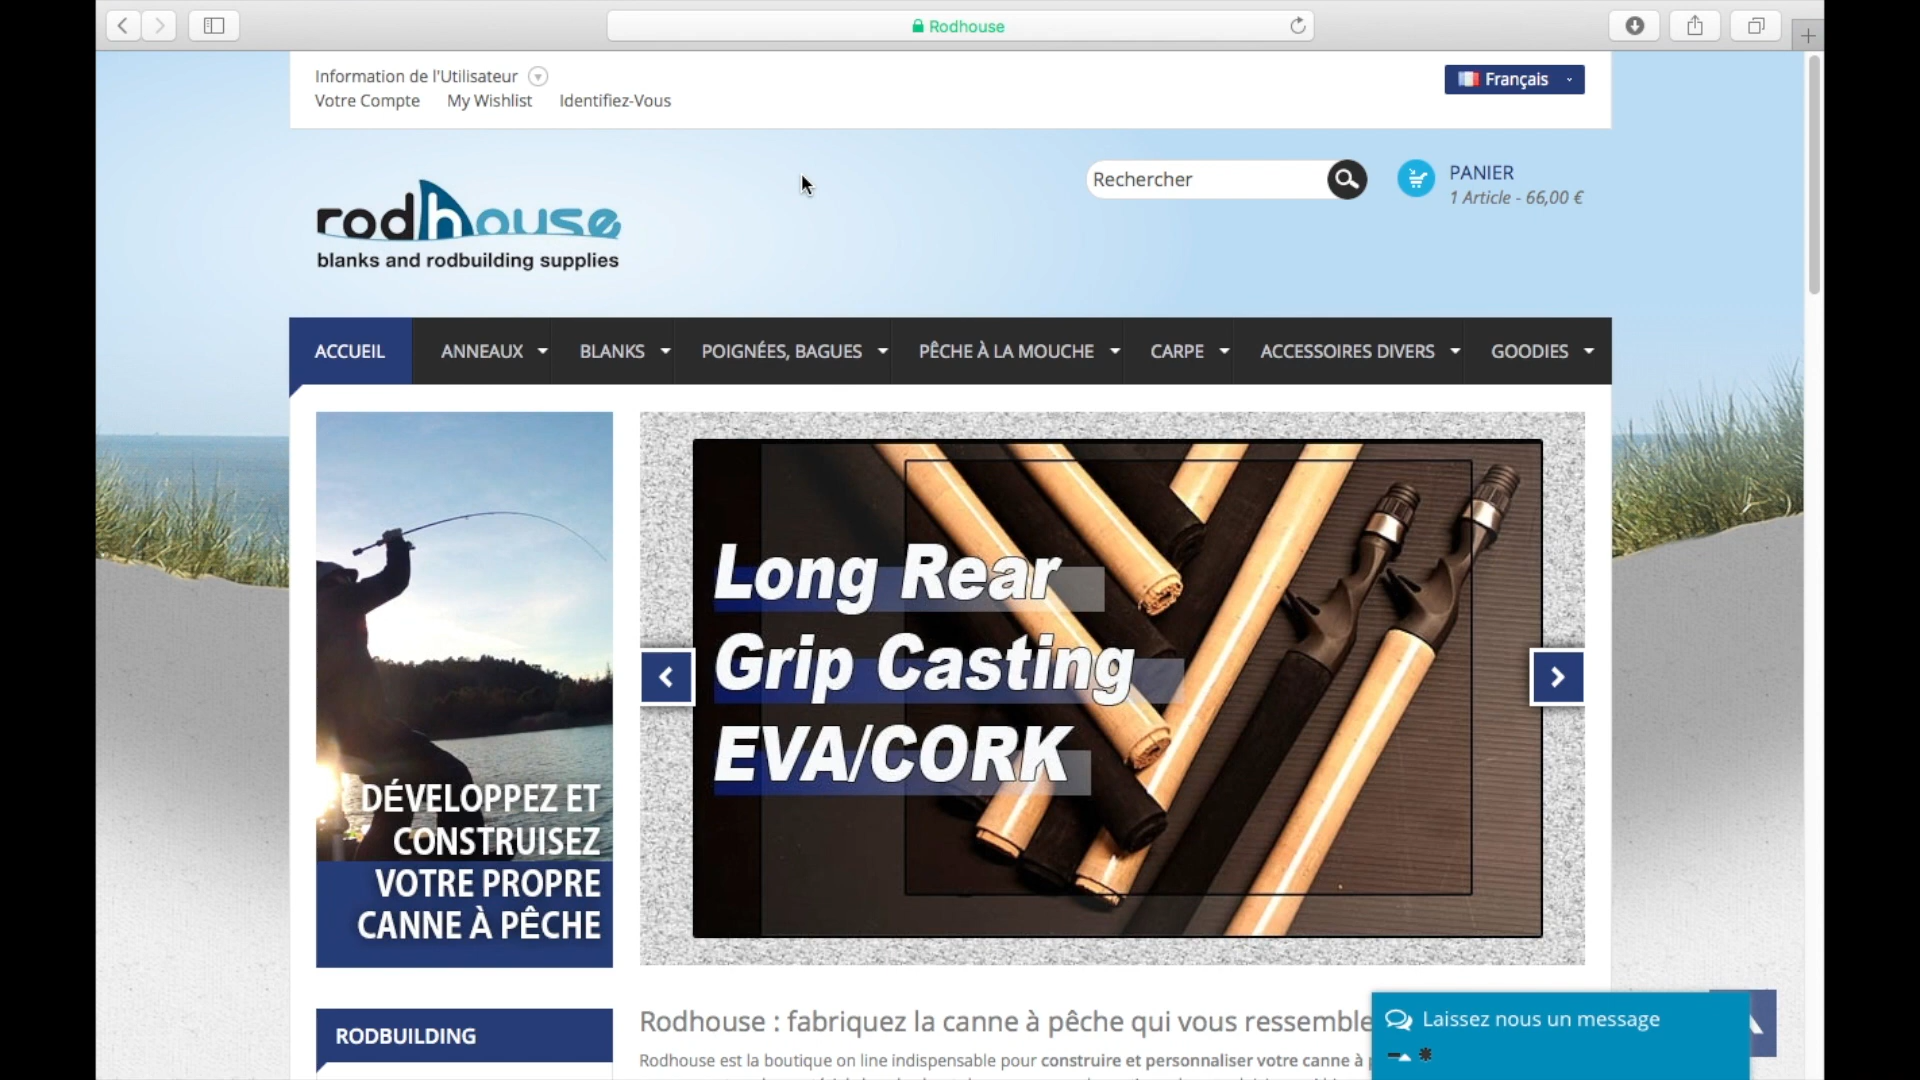 Rodhouse
Information de l'Utilisateur
Votre Compte My Wishlist Identifiez-Vous
Français
Rechercher
PANIER
1 Article - 66,00 €
rodhouse
blanks and rodbuilding supplies
ACCUEIL ANNEAUX BLANKS POIGNÉES, BAGUES PÊCHE À LA MOUCHE CARPE ACCESSOIRES DIVERS GOODIES
DÉVELOPPEZ ET
CONSTRUISEZ
VOTRE PROPRE
CANNE À PÊCHE
Long Rear
Grip Casting
EVA/CORK
RODBUILDING
Rodhouse : fabriquez la canne à pêche qui vous ressemble
Rodhouse est la boutique on line indispensable pour construire et personnaliser votre canne à
Laissez nous un message